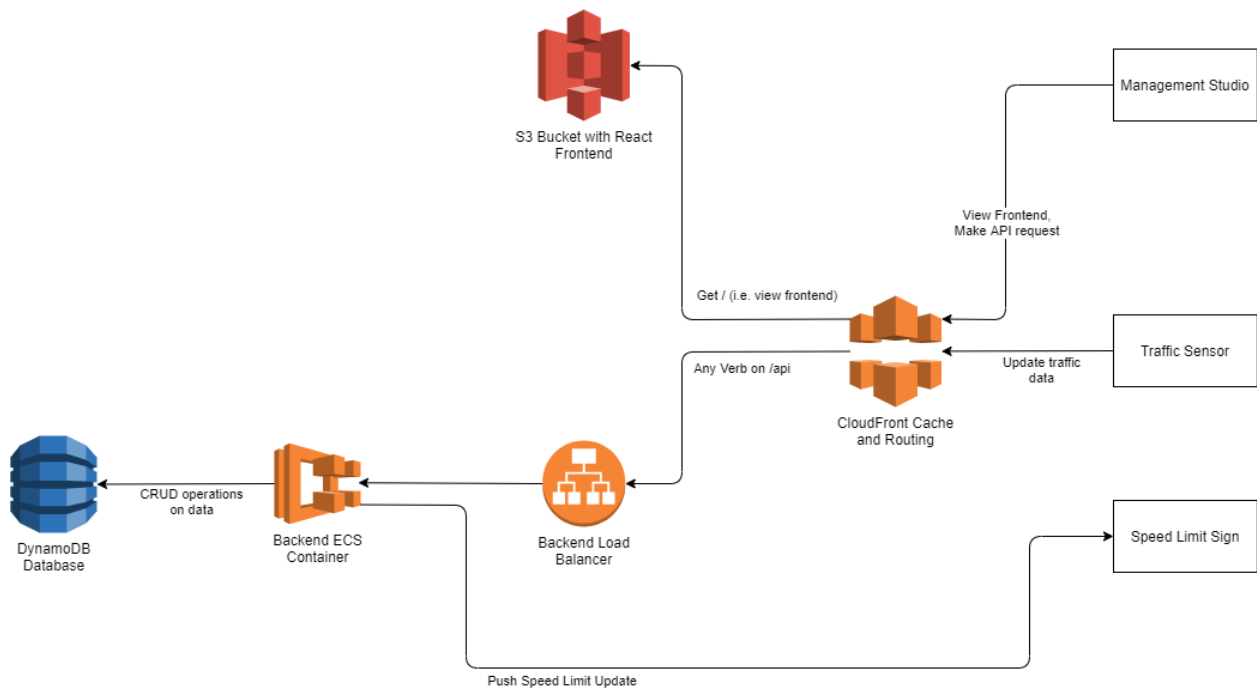 S3 Bucket with React
Frontend
Management Studio
View Frontend,
Make API request
Get / (i.e. view frontend)
Any Verb on /api
Update traffic
data
Traffic Sensor
CloudFront Cache
and Routing
CRUD operations
on data
DynamoDB
Database
Backend ECS
Container
Backend Load
Balancer
Speed Limit Sign
Push Speed Limit Update